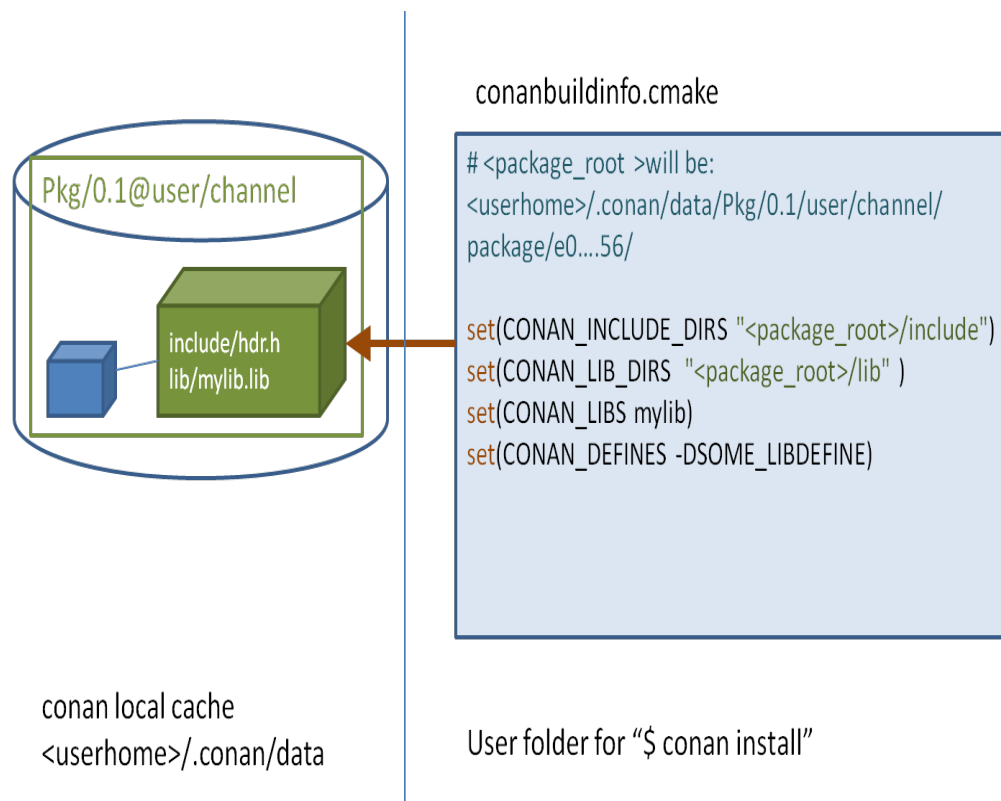 Pkg/0.1@user/channel
include/hdr.h
lib/mylib.lib
conan local cache
<userhome>/.conan/data
conanbuildinfo.cmake
# <package_root >will be:
<userhome>/.conan/data/Pkg/0.1/user/channel/
package/e0....56/
set(CONAN_INCLUDE_DIRS "<package_root>/include")
set(CONAN_LIB_DIRS "<package_root>/lib" )
set(CONAN_LIBS mylib)
set(CONAN_DEFINES -DSOME_LIBDEFINE)
User folder for “$ conan install”